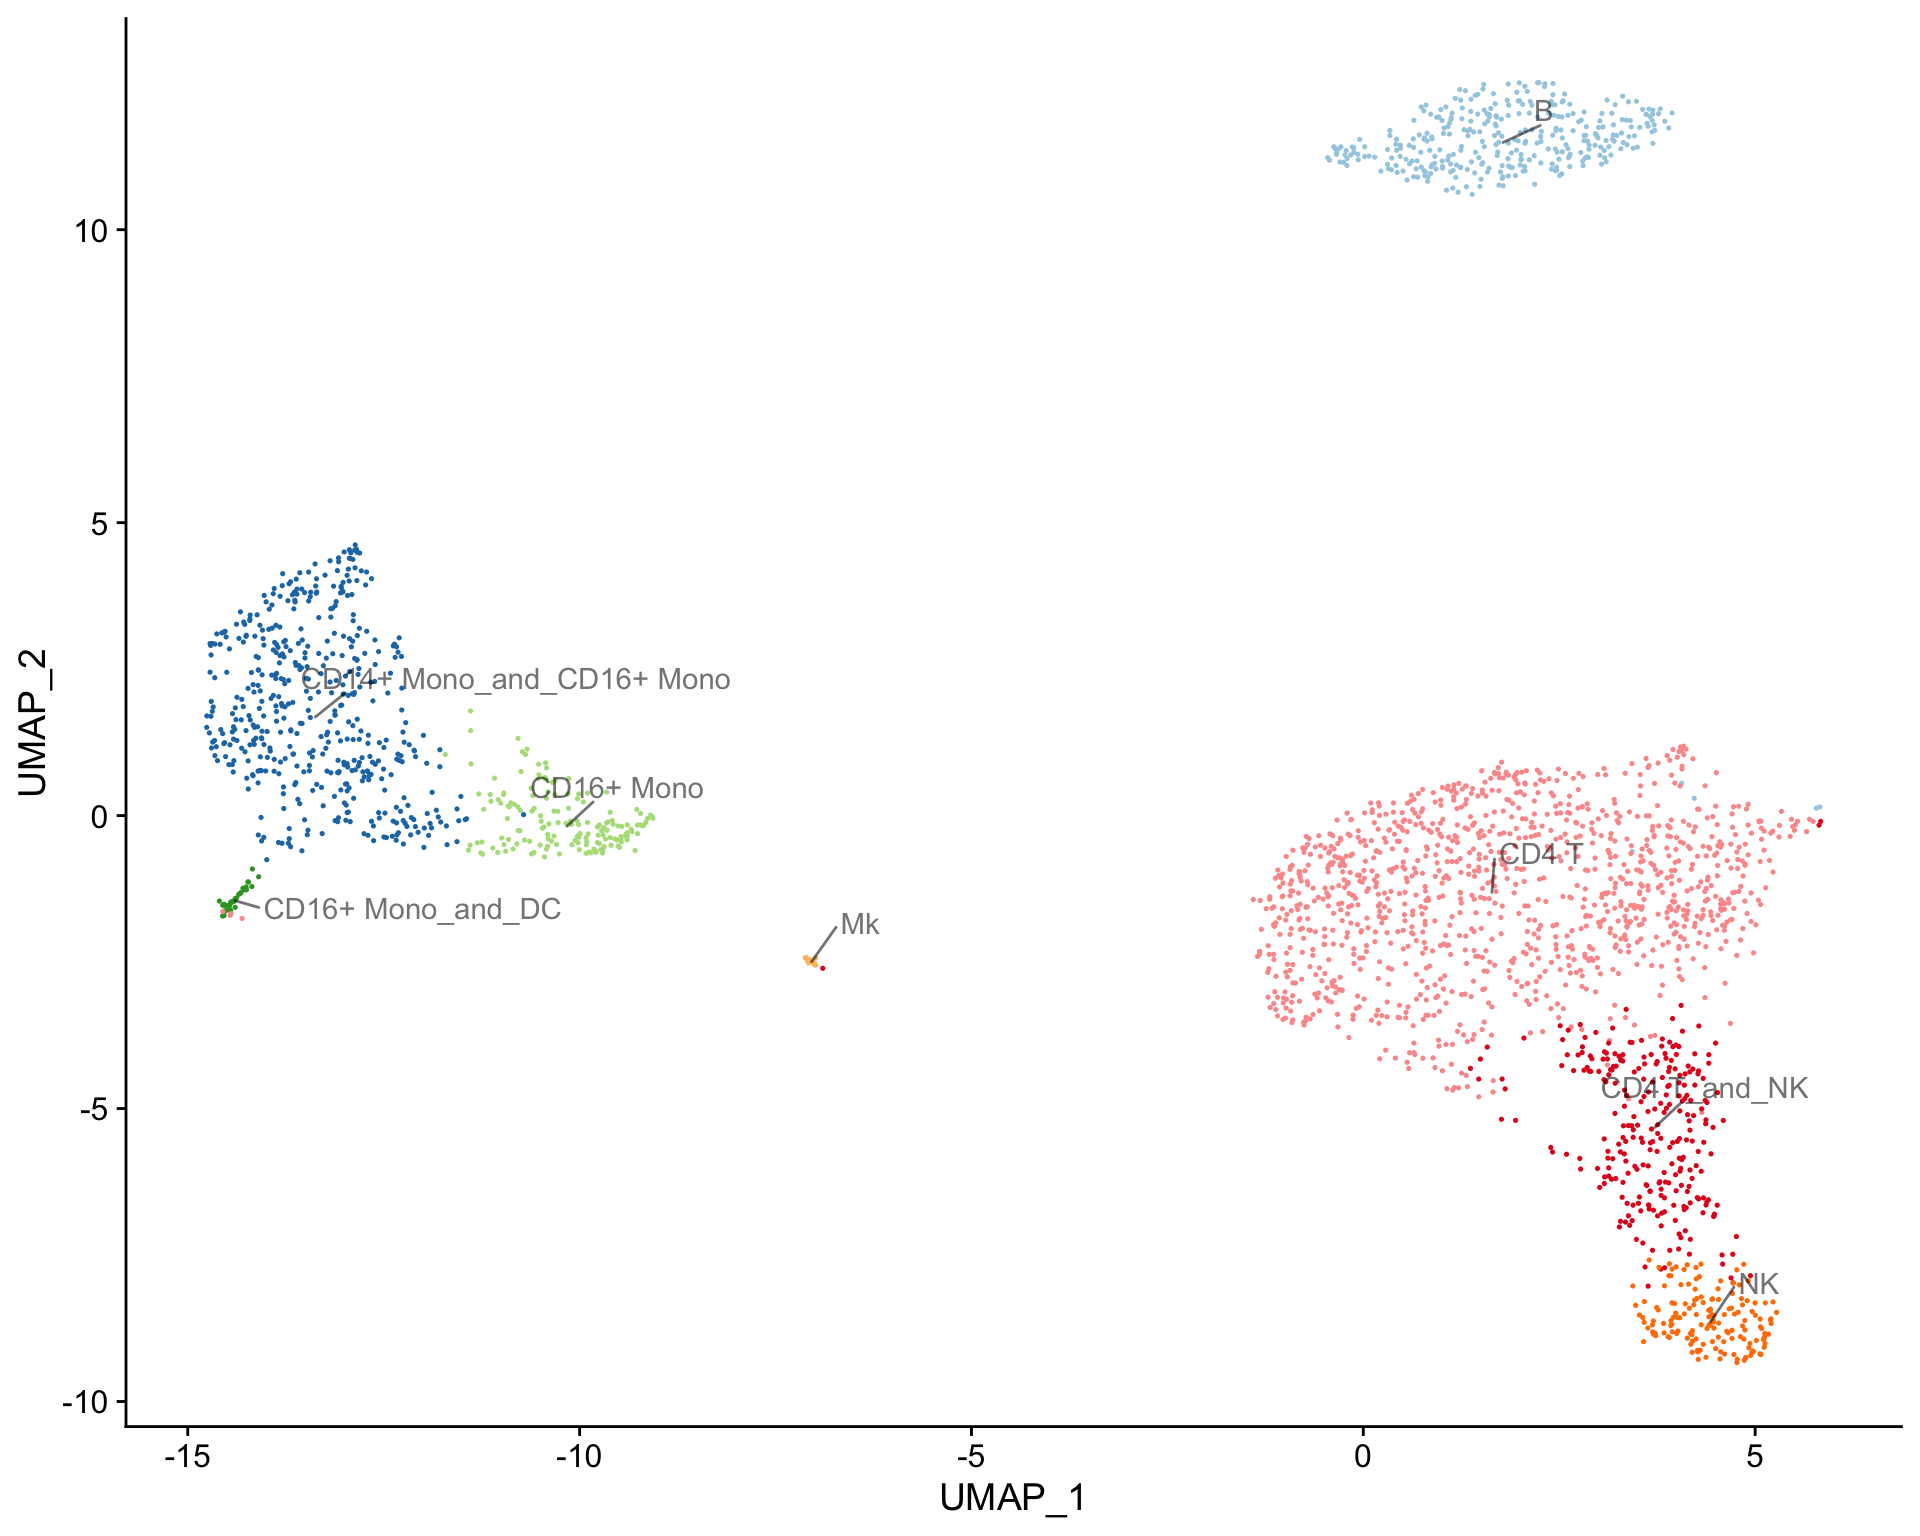 B
10
5
CD14+ Mono_and_CD16+ Mono
CD16+ Mono
0
CD4 T
CD16+ Mono_and_DC
Mk
CD4 T_and_NK
-5
NK
-10
UMAP_2
-15 -10 -5 0 5
UMAP_1